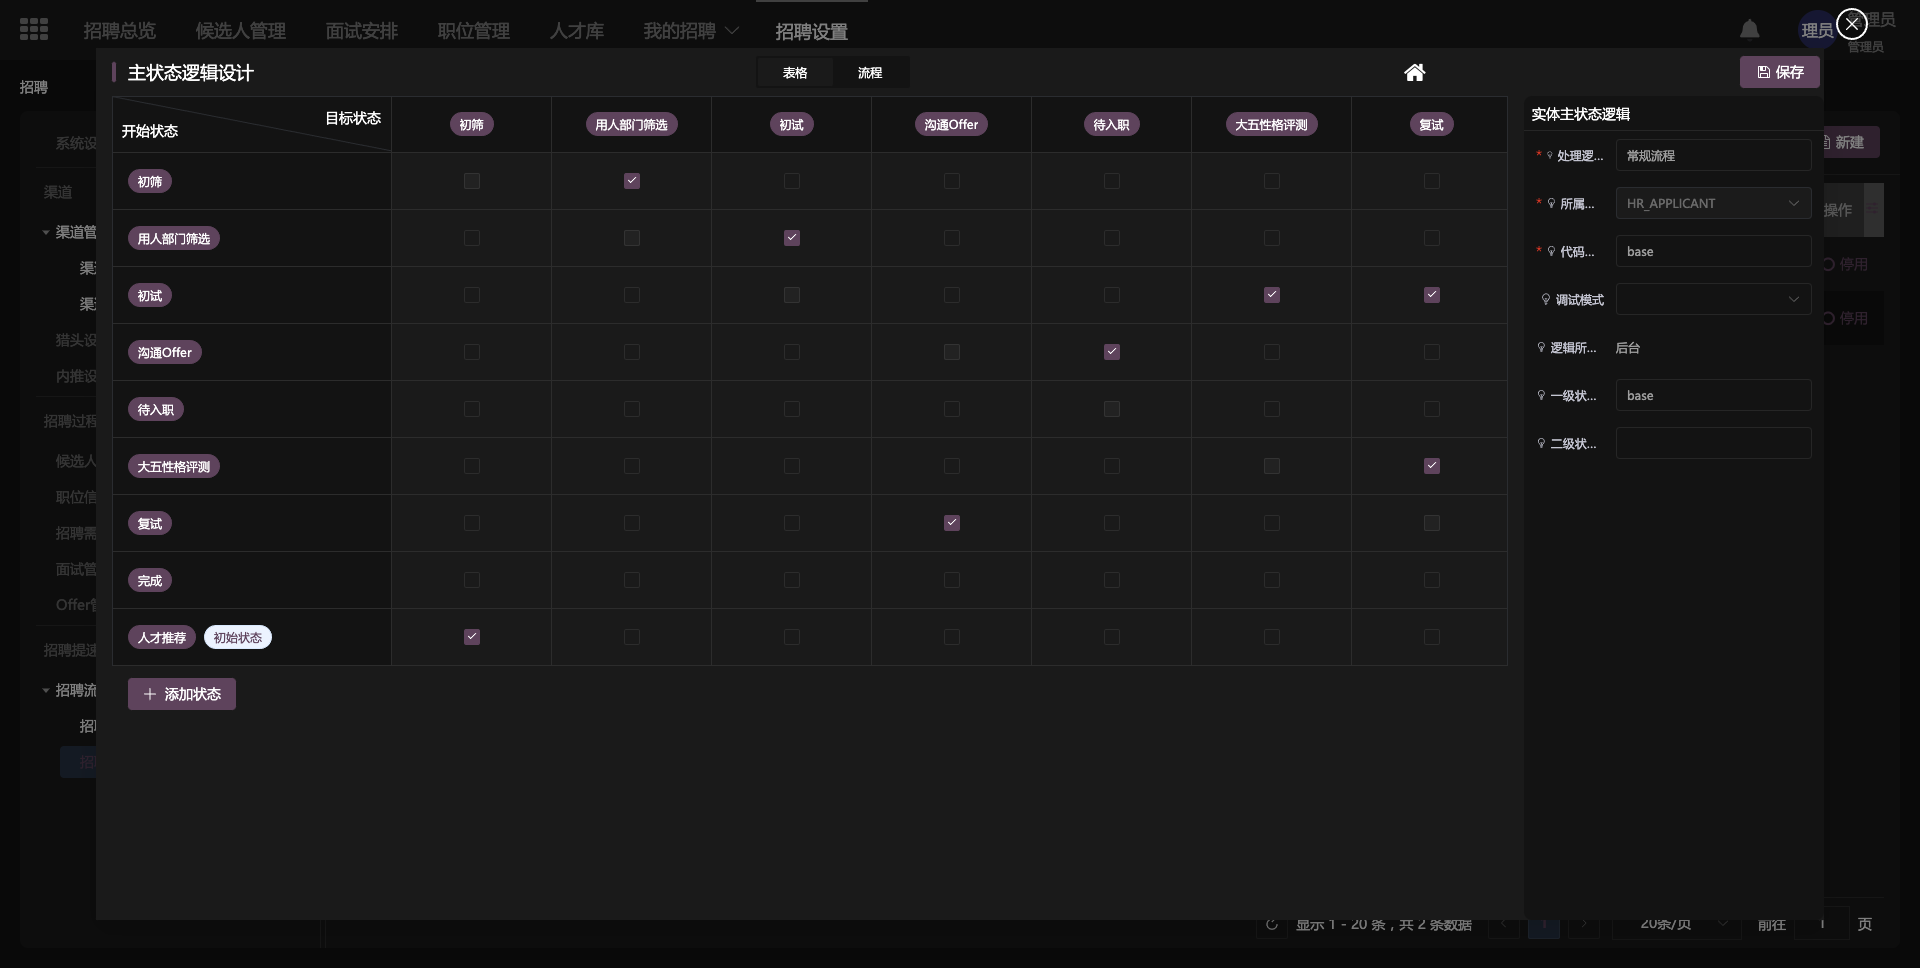 招聘总览 候选人管理 面试安排 职位管理 人才库 我的招聘 招聘设置
理员 管理员
管理员
招聘
主状态逻辑设计
表格 流程
保存
目标状态
开始状态
初筛 用人部门筛选 初试 沟通Offer 待入职 大五性格评测 复试
初筛
用人部门筛选
初试
沟通Offer
待入职
大五性格评测
复试
完成
人才推荐 初始状态
添加状态
实体主状态逻辑
* 处理逻... 常规流程
* 所属... HR_APPLICANT
* 代码... base
调试模式
逻辑所... 后台
一级状... base
二级状...
系统设
渠道
渠道管
渠
渠
猎头设
内推设
招聘过程
候选人
职位信
招聘需
面试管
Offer管
招聘提速
招聘流
招
招
新建
操作
停用
停用
显示 1 - 20 条，共 2 条数据
1
20条/页
前往 1 页